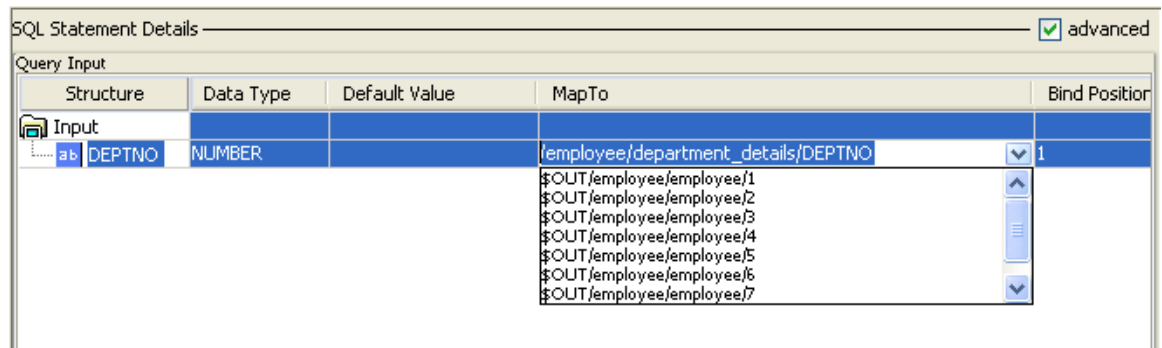 SQL Statement Details advanced
Query Input
Structure Data Type Default Value MapTo Bind Position
Input
ab DEPTNO NUMBER /employee/department_details/DEPTNO 1
$OUT/employee/employee/1
$OUT/employee/employee/2
$OUT/employee/employee/3
$OUT/employee/employee/4
$OUT/employee/employee/5
$OUT/employee/employee/6
$OUT/employee/employee/7